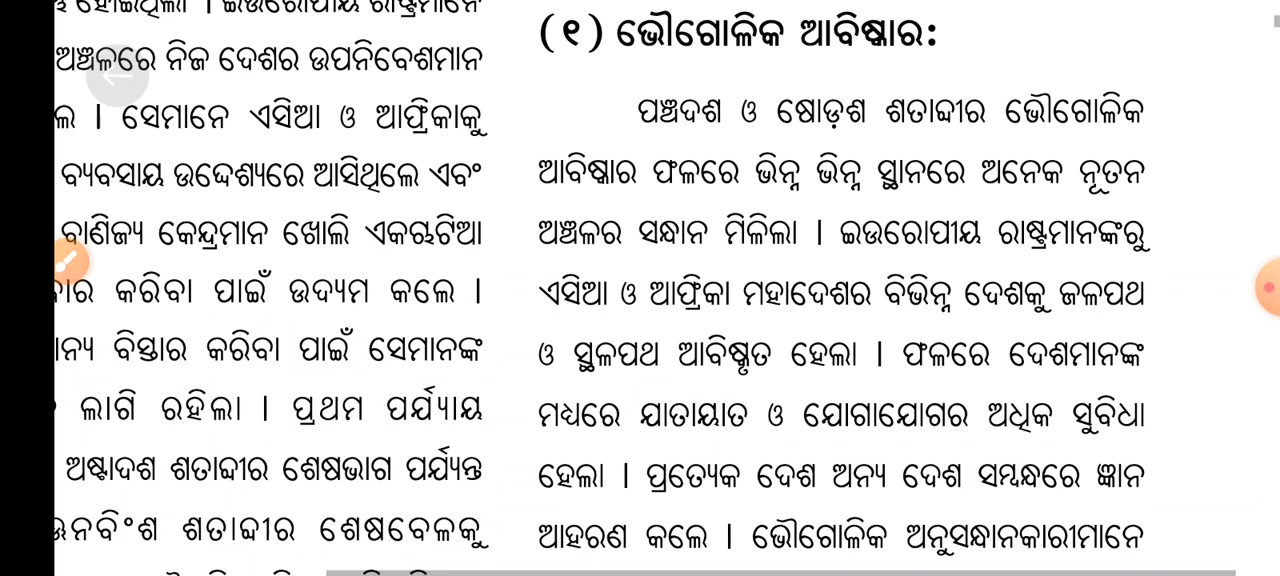 ଅଞ୍ଚଳରେ ନିଜ ଦେଶର ଉପନିବେଶମାନ
। ସେମାନେ ଏସିଆ ଓ ଆଫ୍ରିକାକୁ
ବ୍ୟବସାୟ ଉଦ୍ଦେଶ୍ୟରେ ଆସିଥିଲେ ଏବଂ
ବାଣିଜ୍ୟ କେନ୍ଦ୍ରମାନ ଖୋଲି ଏକଚ୍ଛଟିଆ
କରିବା ପାଇଁ ଉଦ୍ୟମ କଲେ ।
ବିସ୍ତାର କରିବା ପାଇଁ ସେମାନଙ୍କ
ଲାଗି ରହିଲା । ପ୍ରଥମ ପର୍ଯ୍ୟାୟ
ଅଷ୍ଟାଦଶ ଶତାବ୍ଦୀର ଶେଷଭାଗ ପର୍ଯ୍ୟନ୍ତ
ଊନବିଂଶ ଶତାବ୍ଦୀର ଶେଷବେଳକୁ
(୧) ଭୌଗୋଳିକ ଆବିଷ୍କାର:
ପଞ୍ଚଦଶ ଓ ଷୋଡ଼ଶ ଶତାବ୍ଦୀର ଭୌଗୋଳିକ
ଆବିଷ୍କାର ଫଳରେ ଭିନ୍ନ ଭିନ୍ନ ସ୍ଥାନରେ ଅନେକ ନୂତନ
ଅଞ୍ଚଳର ସନ୍ଧାନ ମିଳିଲା । ଇଉରୋପୀୟ ରାଷ୍ଟ୍ରମାନଙ୍କରୁ
ଏସିଆ ଓ ଆଫ୍ରିକା ମହାଦେଶର ବିଭିନ୍ନ ଦେଶକୁ ଜଳପଥ
ଓ ସ୍ଥଳପଥ ଆବିଷ୍କୃତ ହେଲା । ଫଳରେ ଦେଶମାନଙ୍କ
ମଧ୍ୟରେ ଯାତାୟାତ ଓ ଯୋଗାଯୋଗର ଅଧିକ ସୁବିଧା
ହେଲା । ପ୍ରତ୍ୟେକ ଦେଶ ଅନ୍ୟ ଦେଶ ସମ୍ବନ୍ଧରେ ଜ୍ଞାନ
ଆହରଣ କଲେ । ଭୌଗୋଳିକ ଅନୁସନ୍ଧାନକାରୀମାନେ